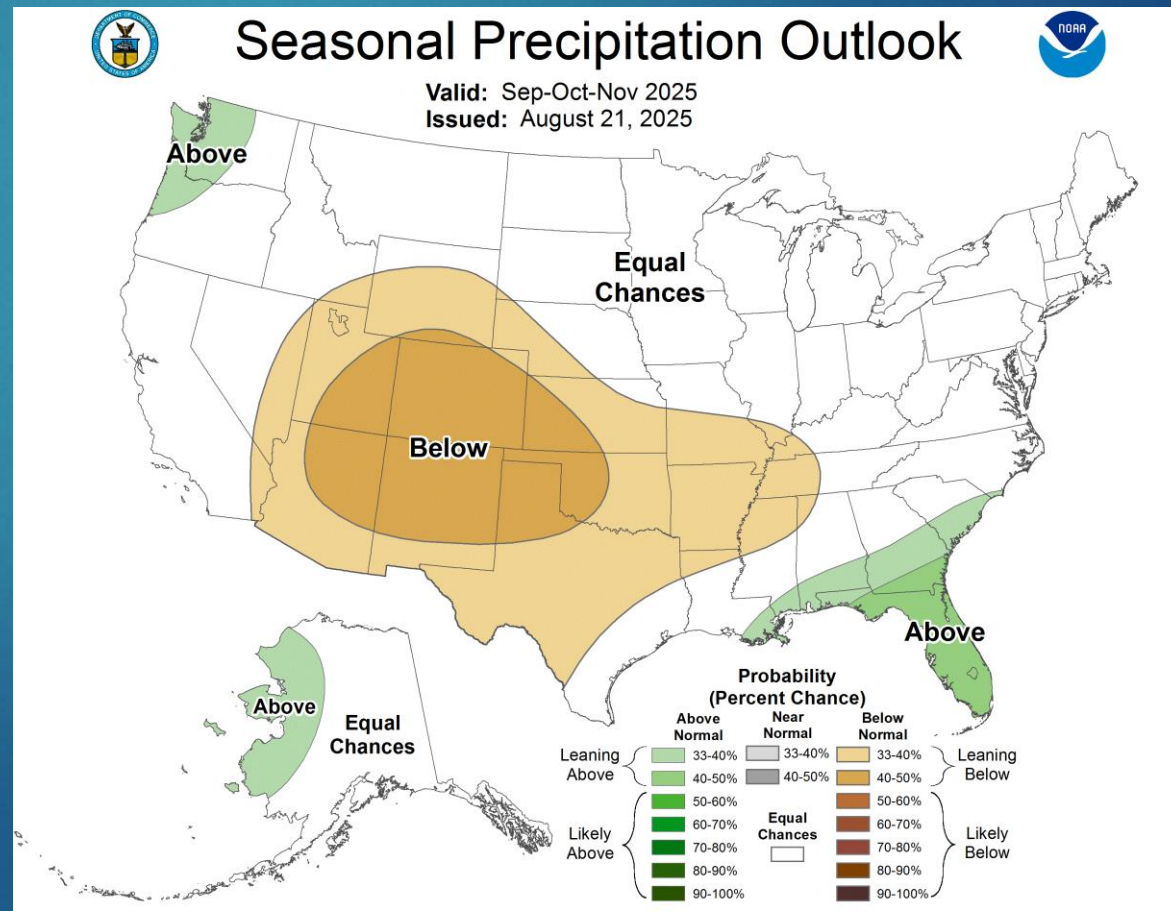 Seasonal Precipitation Outlook
NOAA
Valid: Sep-Oct-Nov 2025
Issued: August 21, 2025
Above
Equal
Chances
Below
Above
Above
Equal
Chances
Probability
(Percent Chance)
Above
Normal
Near
Normal
Below
Normal
Leaning
Above
33-40%
33-40%
33-40%
Leaning
Below
40-50%
40-50%
40-50%
Likely
Above
50-60%
60-70%
70-80%
80-90%
90-100%
Equal
Chances
50-60%
60-70%
70-80%
80-90%
90-100%
Likely
Below